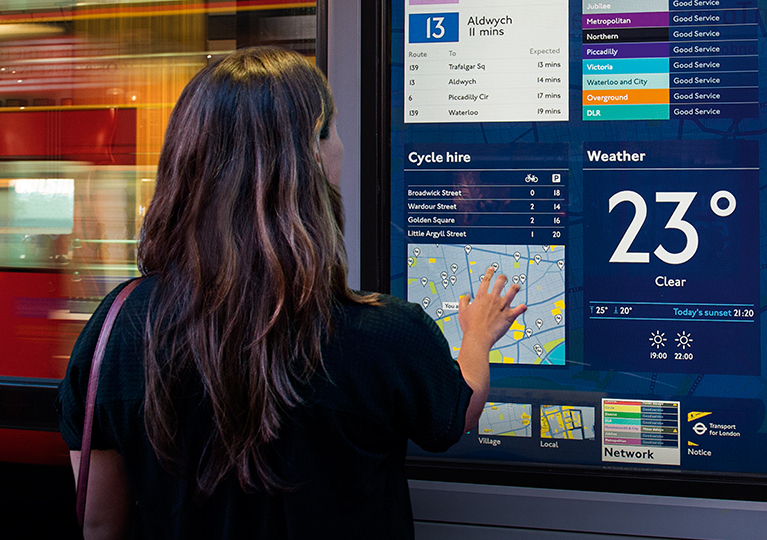 13 Aldwych
11 mins
Route To Expected
139 Trafalgar Sq 13 mins
13 Aldwych 14 mins
6 Piccadilly Cir 17 mins
139 Waterloo 19 mins
Jubilee Good Service
Metropolitan Good Service
Northern Good Service
Piccadilly Good Service
Victoria Good Service
Waterloo and City Good Service
Overground Good Service
DLR Good Service
Cycle hire
P
Broadwick Street 0 18
Wardour Street 2 14
Golden Square 2 16
Little Argyll Street 1 20
You a
Weather
23°
Clear
25° 20° Today's sunset 21:20
19:00 22:00
Village
Local
Network
Transport
for London
Notice